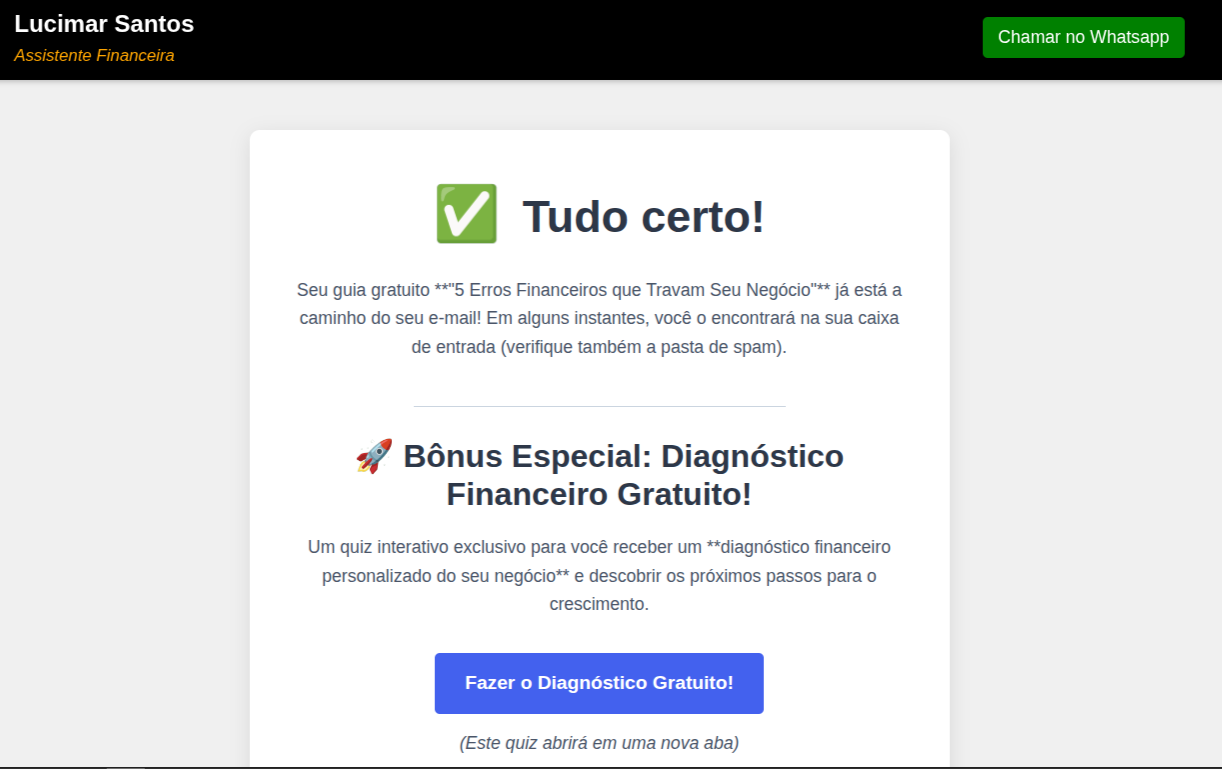 Lucimar Santos
Assistente Financeira
Chamar no Whatsapp
Tudo certo!
Seu guia gratuito **"5 Erros Financeiros que Travam Seu Negócio"** já está a
caminho do seu e-mail! Em alguns instantes, você o encontrará na sua caixa
de entrada (verifique também a pasta de spam).
Bônus Especial: Diagnóstico
Financeiro Gratuito!
Um quiz interativo exclusivo para você receber um **diagnóstico financeiro
personalizado do seu negócio** e descobrir os próximos passos para o
crescimento.
Fazer o Diagnóstico Gratuito!
(Este quiz abrirá em uma nova aba)